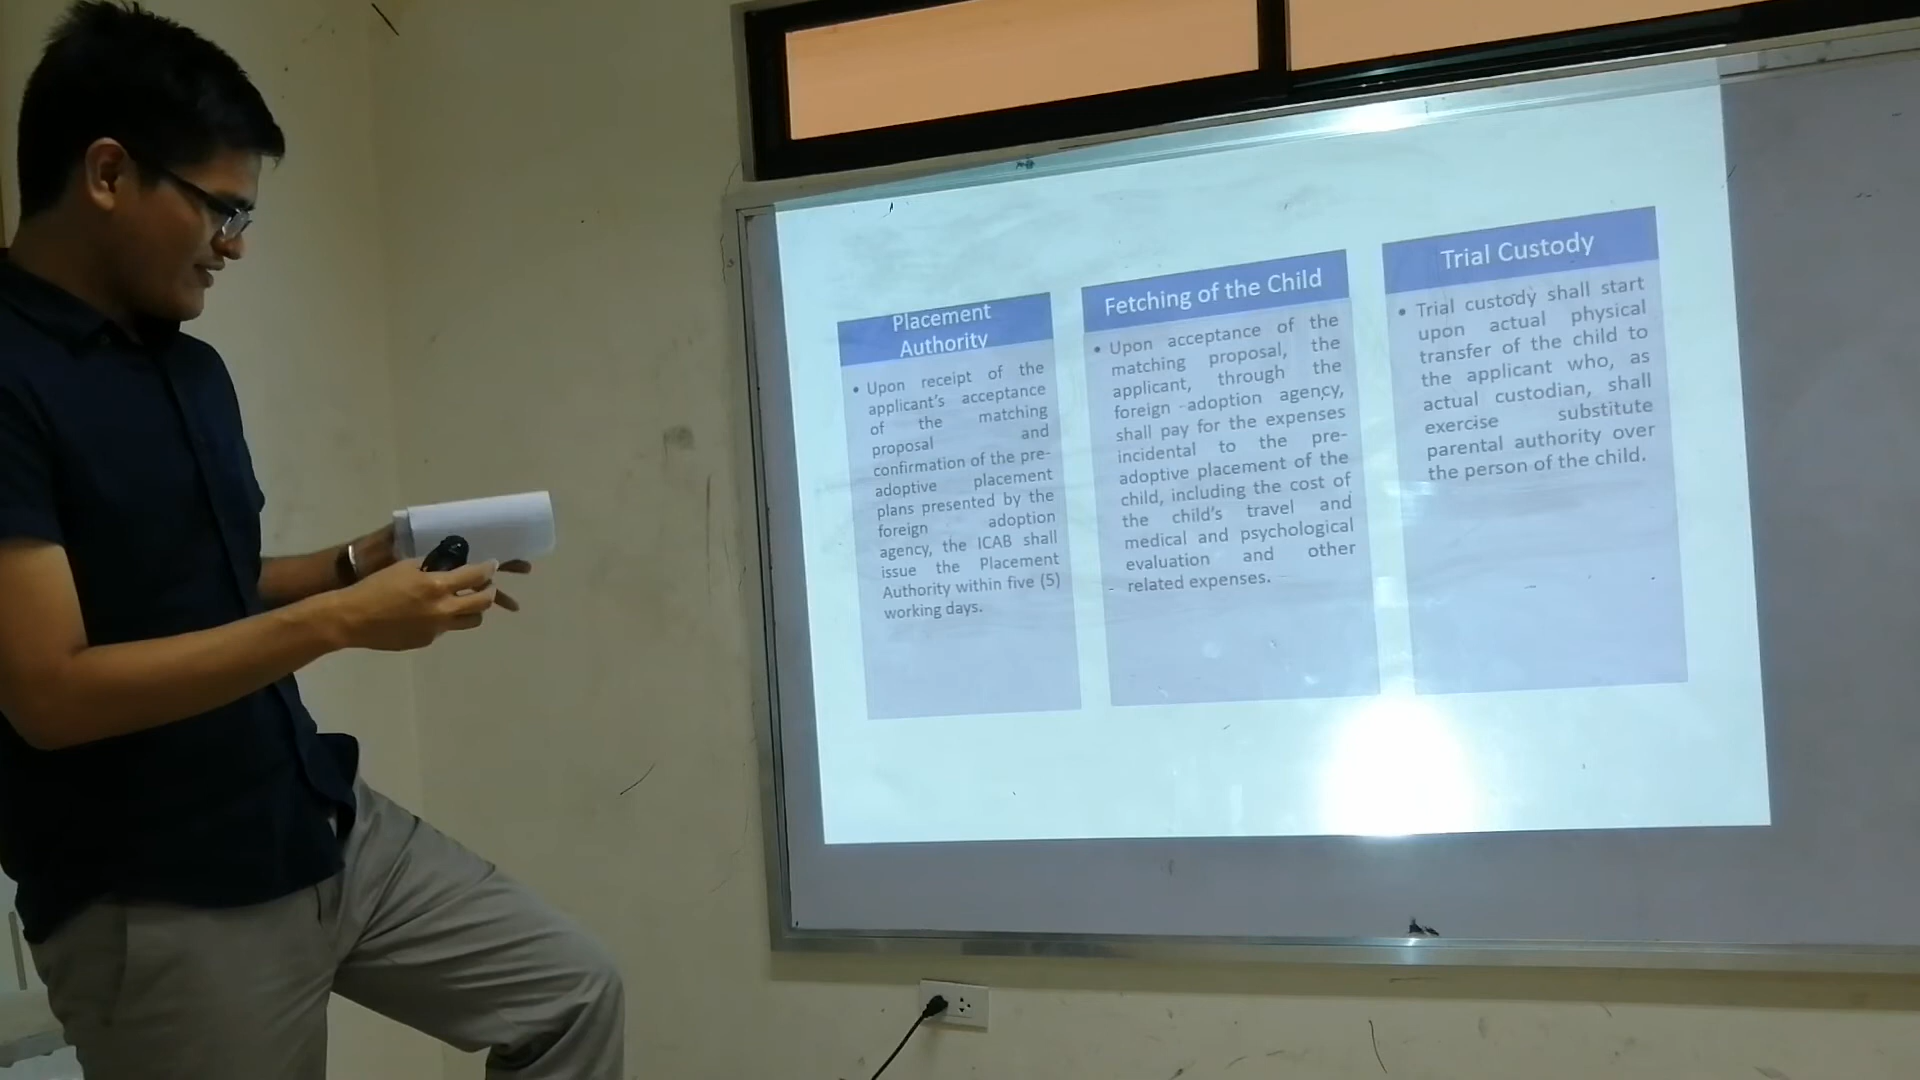 Placement
Authority
• Upon receipt of the
applicant's acceptance
of the matching
proposal and
confirmation of the pre-
adoptive placement
plans presented by the
foreign adoption
agency, the ICAB shall
issue the Placement
Authority within five (5)
working days.
Fetching of the Child
• Upon acceptance of the
matching proposal, the
applicant, through the
foreign adoption agency,
shall pay for the expenses
incidental to the pre-
adoptive placement of the
child, including the cost of
the child's travel and
medical and psychological
evaluation and other
related expenses.
Trial Custody
• Trial custody shall start
upon actual physical
transfer of the child to
the applicant who, as
actual custodian, shall
exercise substitute
parental authority over
the person of the child.